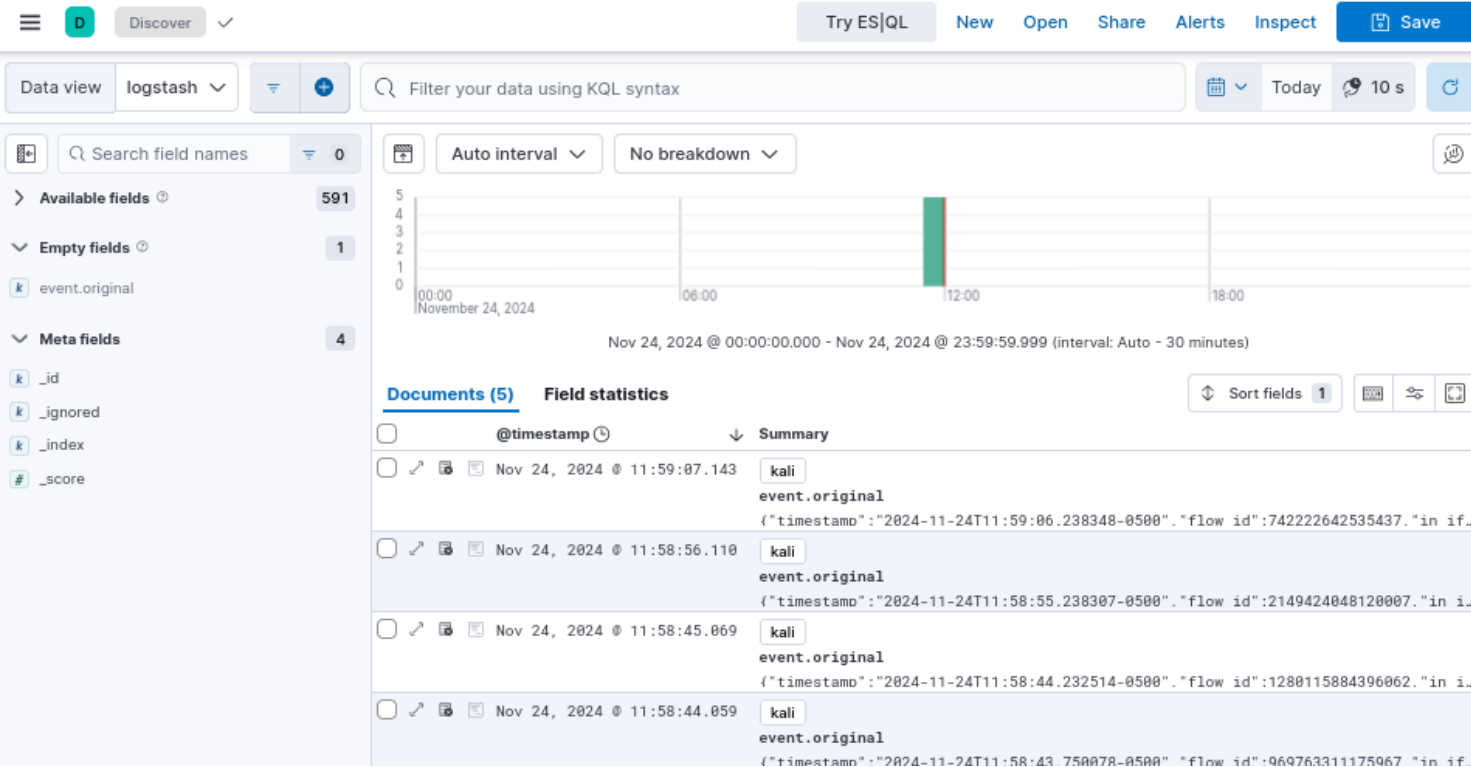 D Discover Try ES|QL New Open Share Alerts Inspect Save
Data view logstash Filter your data using KQL syntax Today 10 s
Search field names 0 Auto interval No breakdown
Available fields 591
Empty fields 1
k event.original
Meta fields 4
k _id
k _ignored
k _index
# _score
5
4
3
2
1
0
00:00 06:00 12:00 18:00
November 24, 2024
Nov 24, 2024 @ 00:00:00.000 - Nov 24, 2024 @ 23:59:59.999 (interval: Auto - 30 minutes)
Documents (5) Field statistics Sort fields 1
@timestamp Summary
Nov 24, 2024 @ 11:59:07.143 kali
event.original
{"timestamp":"2024-11-24T11:59:06.238348-0500","flow_id":742222642535437,"in_if…
Nov 24, 2024 @ 11:58:56.110 kali
event.original
{"timestamp":"2024-11-24T11:58:55.238307-0500","flow_id":2149424048120007,"in_i…
Nov 24, 2024 @ 11:58:45.069 kali
event.original
{"timestamp":"2024-11-24T11:58:44.232514-0500","flow_id":1280115884396062,"in_i…
Nov 24, 2024 @ 11:58:44.059 kali
event.original
{"timestamp":"2024-11-24T11:58:43.750078-0500","flow_id":969763311175967,"in_if…